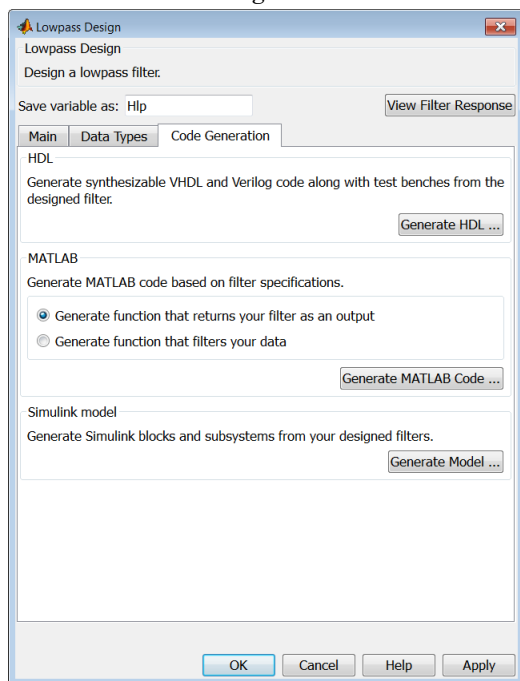 Lowpass Design
Lowpass Design
Design a lowpass filter.
Save variable as: Hlp View Filter Response
Main Data Types Code Generation
HDL
Generate synthesizable VHDL and Verilog code along with test benches from the
designed filter.
Generate HDL ...
MATLAB
Generate MATLAB code based on filter specifications.
Generate function that returns your filter as an output
Generate function that filters your data
Generate MATLAB Code ...
Simulink model
Generate Simulink blocks and subsystems from your designed filters.
Generate Model ...
OK Cancel Help Apply